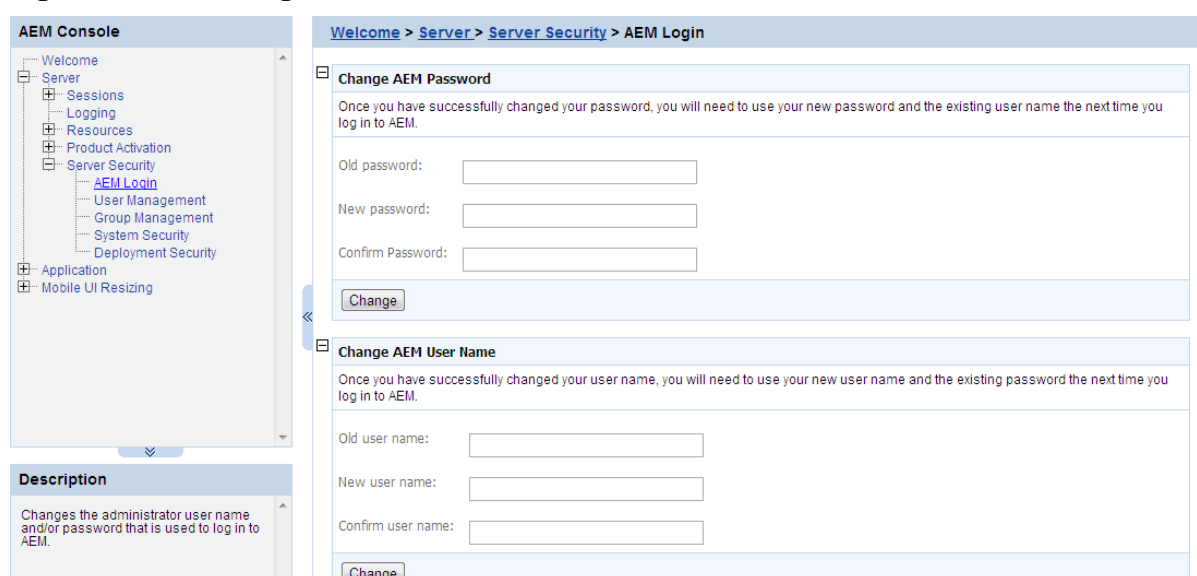 AEM Console
Welcome
Server
Sessions
Logging
Resources
Product Activation
Server Security
AEM Login
User Management
Group Management
System Security
Deployment Security
Application
Mobile UI Resizing
Description
Changes the administrator user name
and/or password that is used to log in to
AEM.
Welcome > Server > Server Security > AEM Login
Change AEM Password
Once you have successfully changed your password, you will need to use your new password and the existing user name the next time you
log in to AEM.
Old password:
New password:
Confirm Password:
Change
Change AEM User Name
Once you have successfully changed your user name, you will need to use your new user name and the existing password the next time you
log in to AEM.
Old user name:
New user name:
Confirm user name:
Change